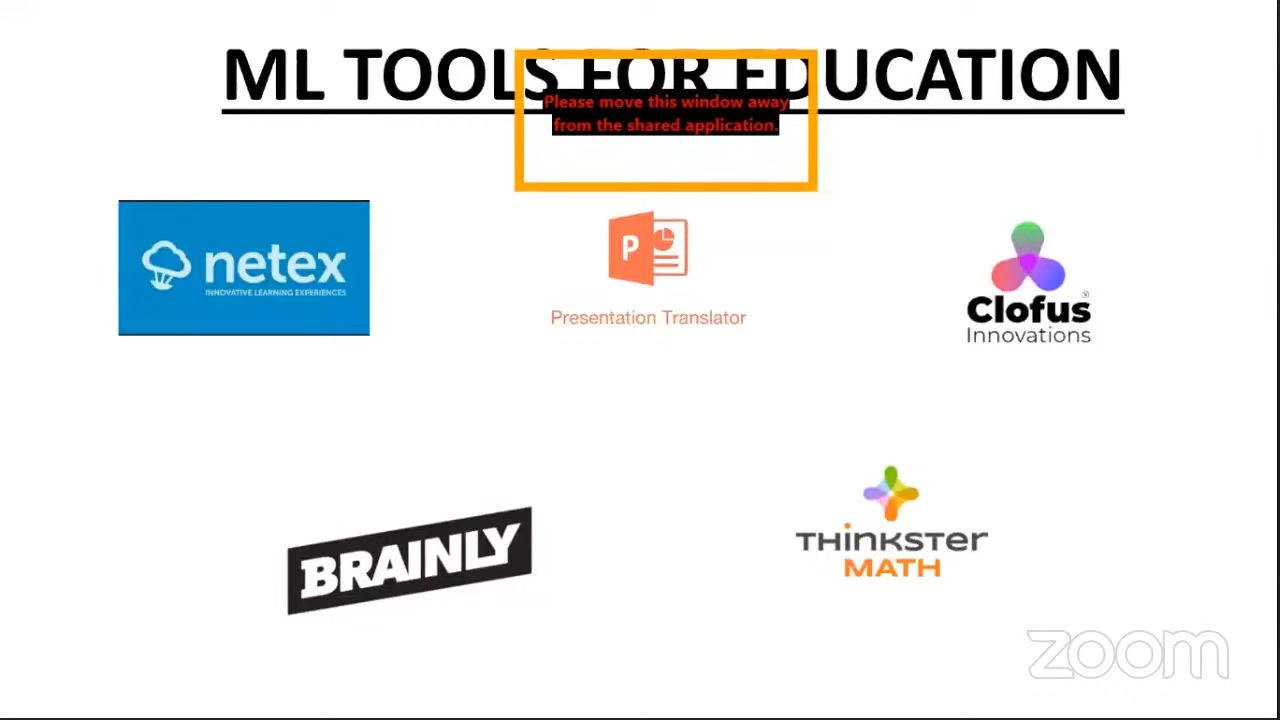 ML TOOLS FOR EDUCATION
Please move this window away
from the shared application.
netex
INNOVATIVE LEARNING EXPERIENCES
P
Presentation Translator
Clofus®
Innovations
BRAINLY
THINKSTER
MATH
zoom